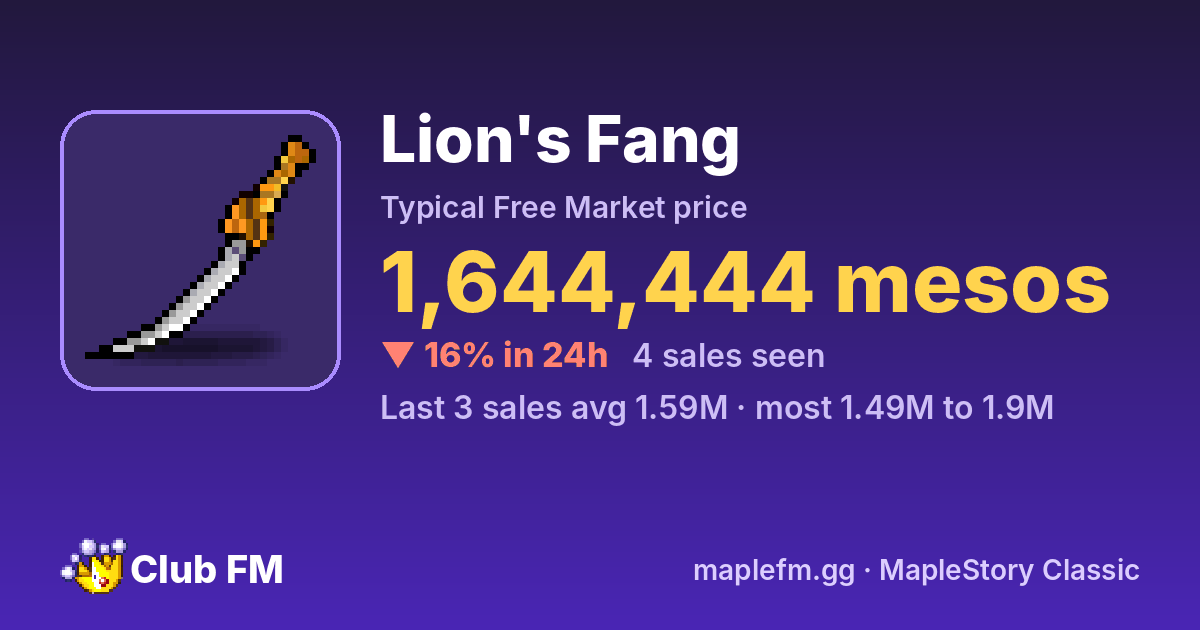 Lion's Fang
Typical Free Market price
1,644,444 mesos
▼ 16% in 24h 4 sales seen
Last 3 sales avg 1.59M · most 1.49M to 1.9M
Club FM
maplefm.gg · MapleStory Classic